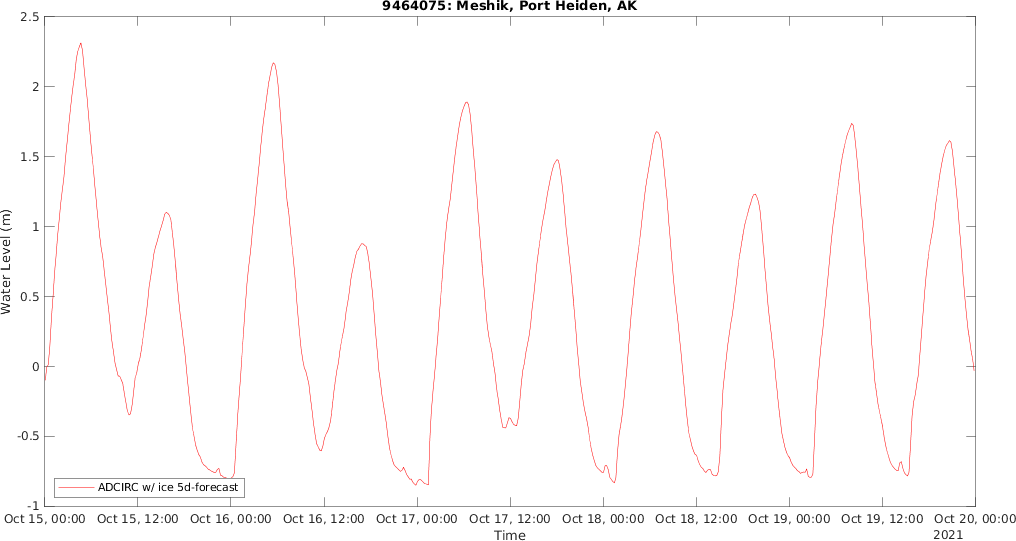 9464075: Meshik, Port Heiden, AK
2.5
2
1.5
1
0.5
0
-0.5
-1
Water Level (m)
ADCIRC w/ ice 5d-forecast
Oct 15, 00:00 Oct 15, 12:00 Oct 16, 00:00 Oct 16, 12:00 Oct 17, 00:00 Oct 17, 12:00 Oct 18, 00:00 Oct 18, 12:00 Oct 19, 00:00 Oct 19, 12:00 Oct 20, 00:00
Time
2021